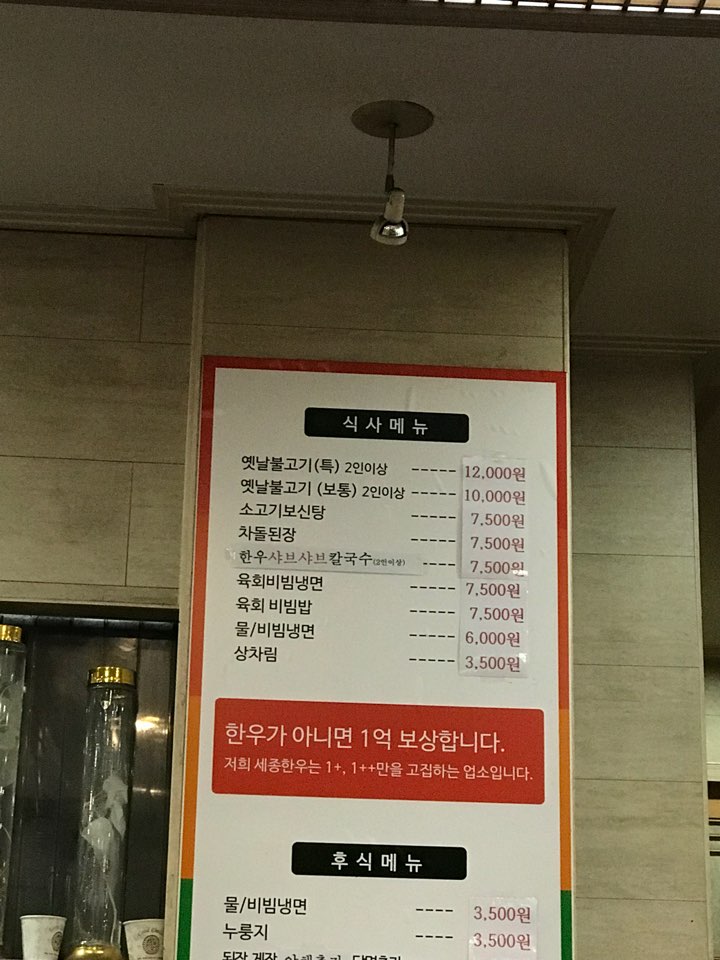 식사메뉴
옛날불고기(특) 2인이상 ----- 12,000원
옛날불고기 (보통) 2인이상 ----- 10,000원
소고기보신탕 ----- 7,500원
차돌된장 ----- 7,500원
한우샤브샤브칼국수(2인이상) ---- 7,500원
육회비빔냉면 ----- 7,500원
육회 비빔밥 ----- 7,500원
물/비빔냉면 ----- 6,000원
상차림 ----- 3,500원
한우가 아니면 1억 보상합니다.
저희 세종한우는 1+, 1++만을 고집하는 업소입니다.
후식메뉴
물/비빔냉면 ---- 3,500원
누룽지 ---- 3,500원